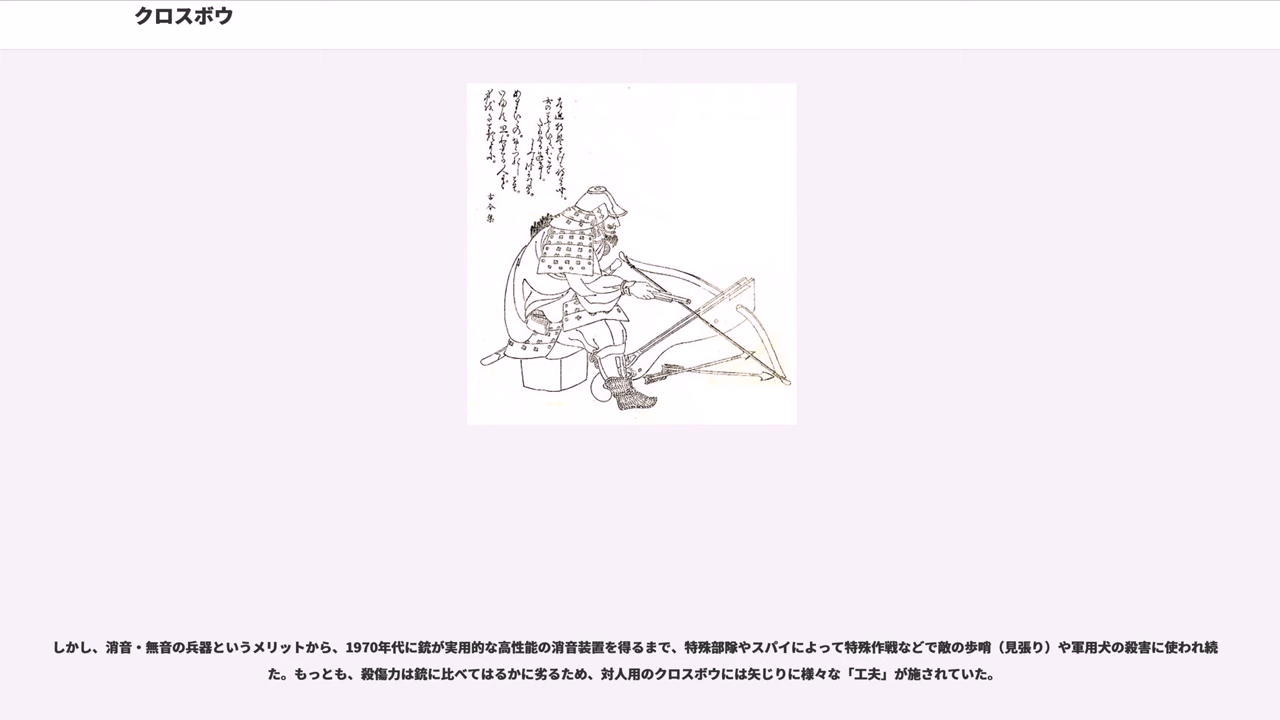 クロスボウ
古今集
しかし、消音・無音の兵器というメリットから、1970年代に銃が実用的な高性能の消音装置を得るまで、特殊部隊やスパイによって特殊作戦などで敵の歩哨（見張り）や軍用犬の殺害に使われ続
た。もっとも、殺傷力は銃に比べてはるかに劣るため、対人用のクロスボウには矢じりに様々な「工夫」が施されていた。